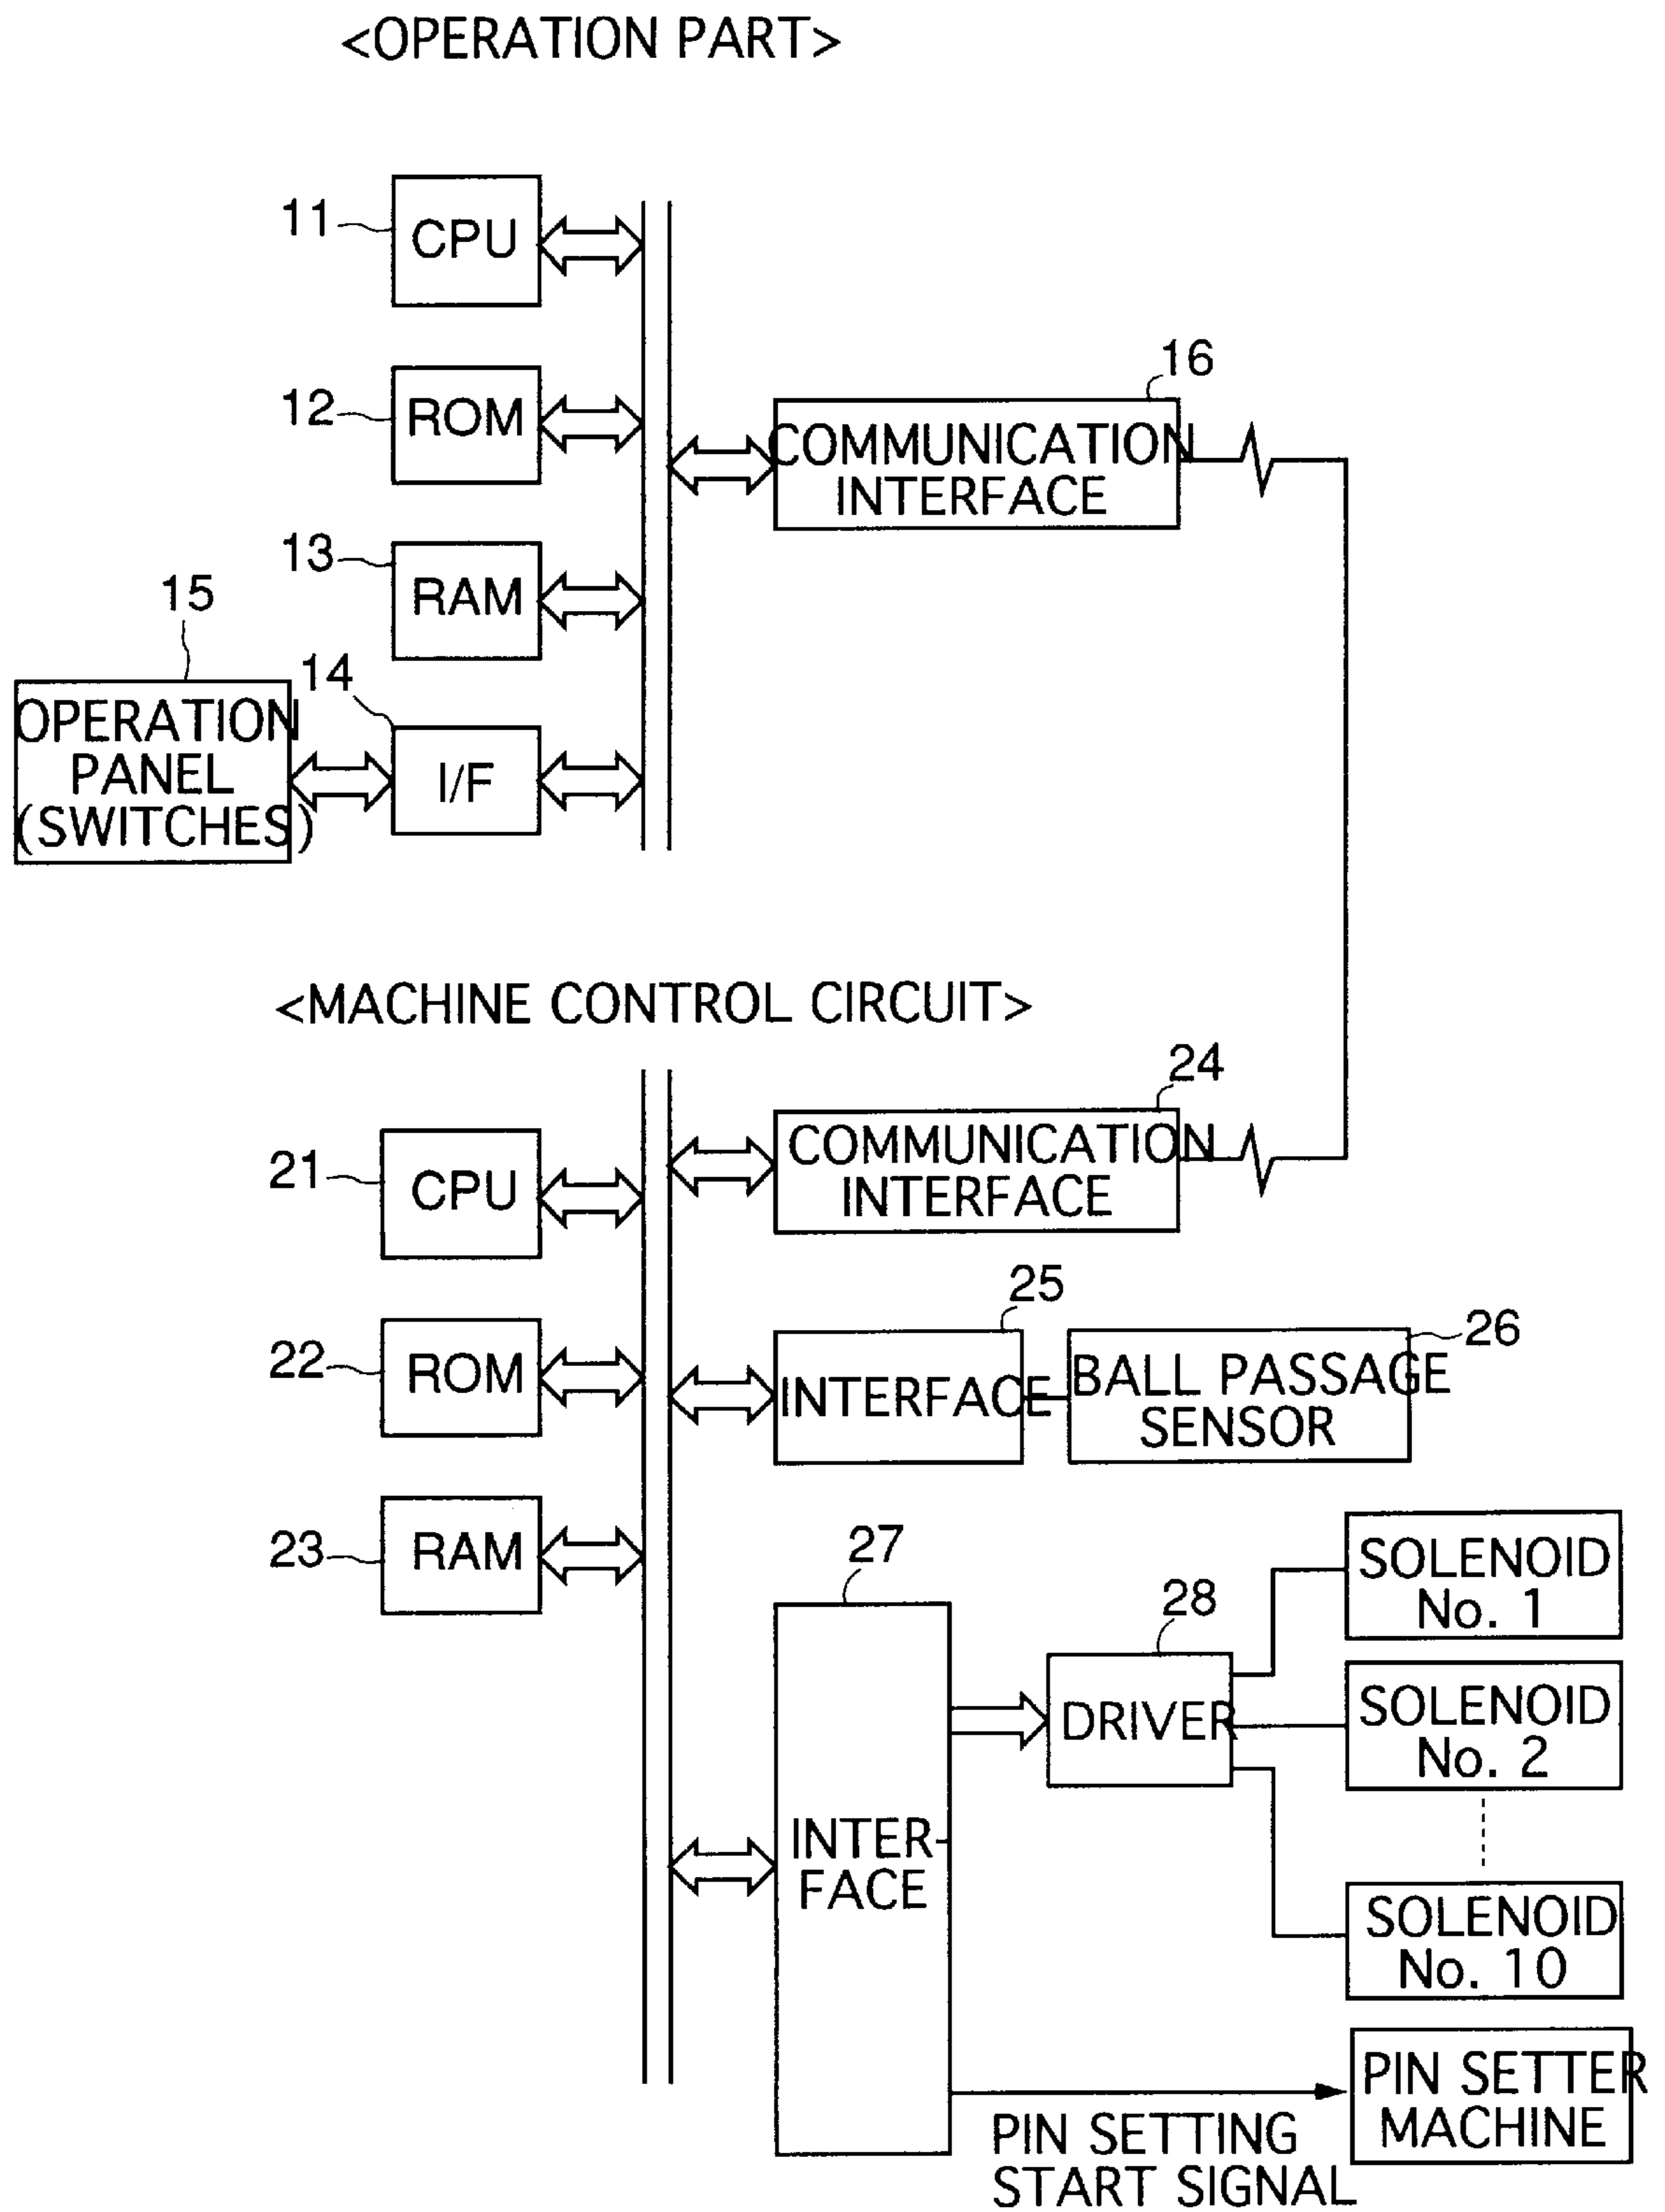 <OPERATION PART>
11
CPU
16
12
ROM
COMMUNICATION
INTERFACE
13
RAM
15
14
OPERATION
PANEL
(SWITCHES)
I/F
<MACHINE CONTROL CIRCUIT>
24
21
CPU
COMMUNICATION
INTERFACE
25
26
22
ROM
INTERFACE
BALL PASSAGE
SENSOR
23
RAM
27
28
SOLENOID
No. 1
DRIVER
SOLENOID
No. 2
INTER-
FACE
SOLENOID
No. 10
PIN SETTER
MACHINE
PIN SETTING
START SIGNAL